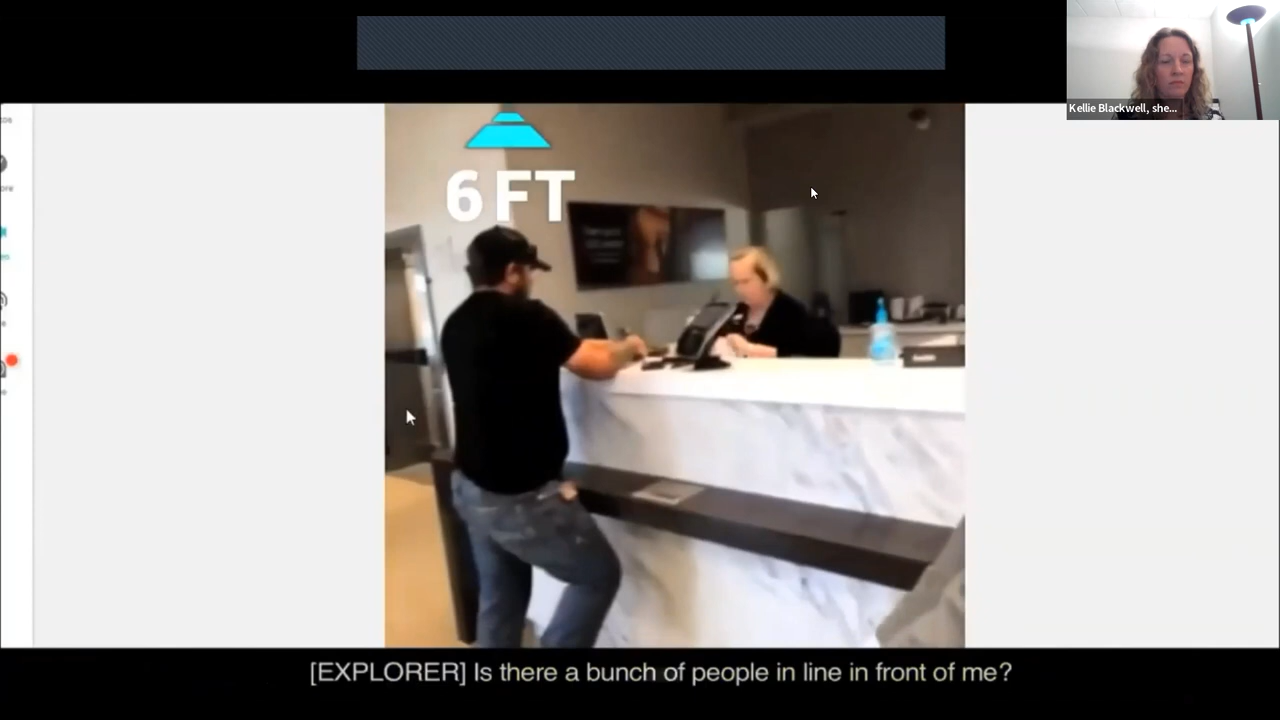 Kellie Blackwell, she...
6 FT
[EXPLORER] Is there a bunch of people in line in front of me?